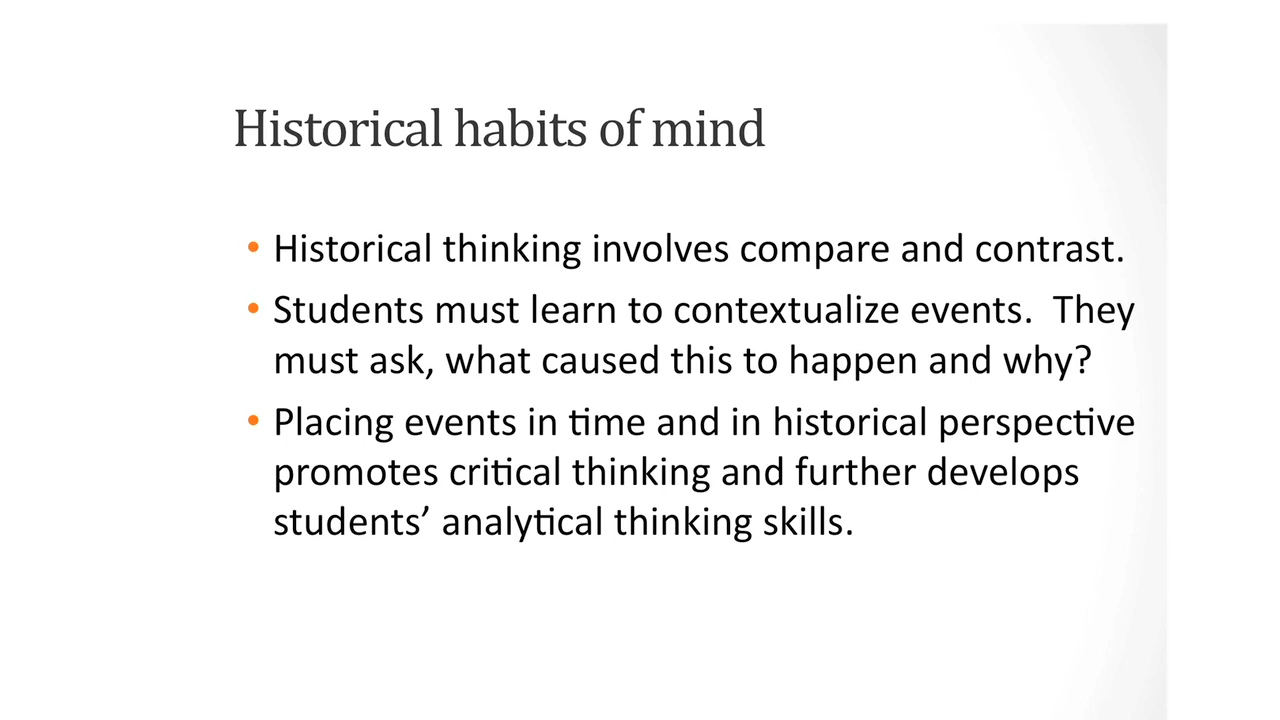 Historical habits of mind
• Historical thinking involves compare and contrast.
• Students must learn to contextualize events.  They
must ask, what caused this to happen and why?
• Placing events in time and in historical perspective
promotes critical thinking and further develops
students’ analytical thinking skills.